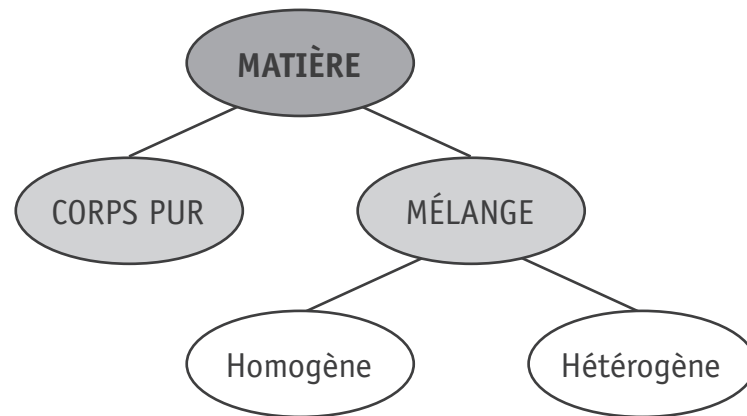 MATIÈRE
CORPS PUR
MÉLANGE
Homogène
Hétérogène